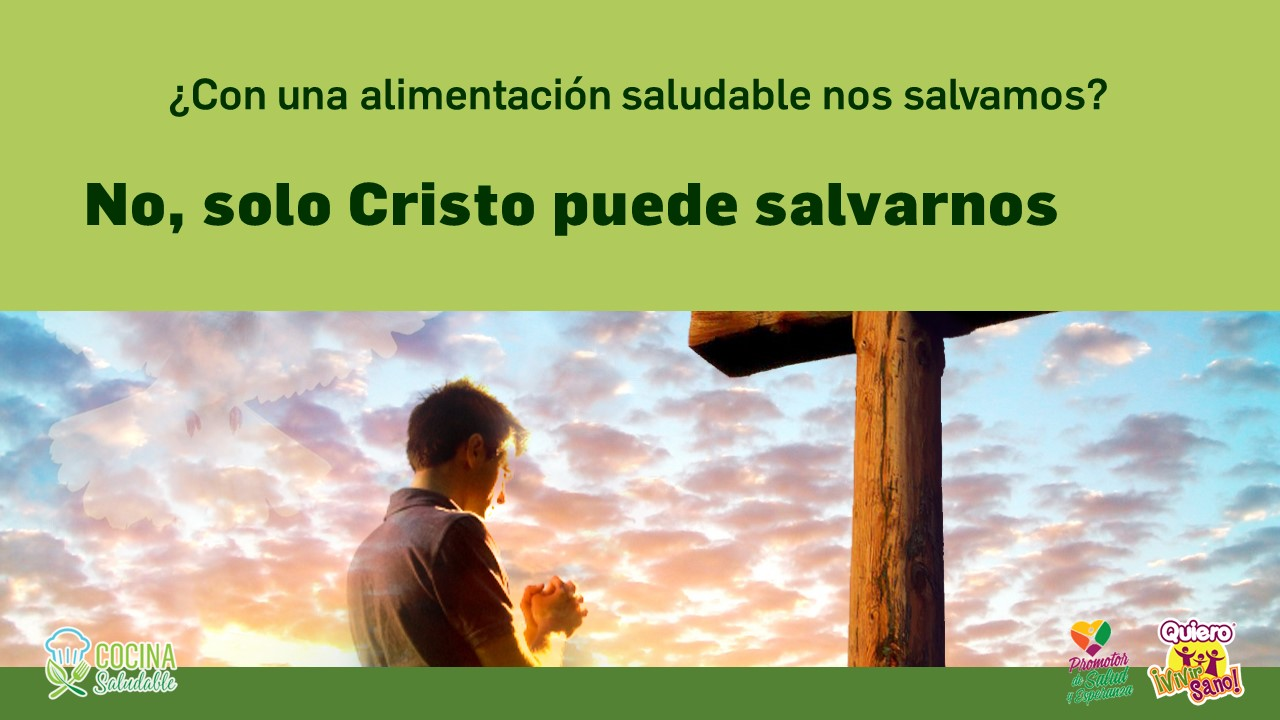 ¿Con una alimentación saludable nos salvamos?
No, solo Cristo puede salvarnos
COCINA
Saludable
Promotor
de Salud
y Esperanza
Quiero
¡Vivir
Sano!